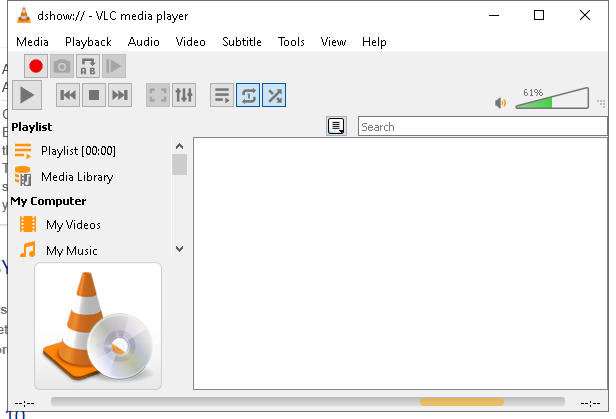 dshow:// - VLC media player
Media Playback Audio Video Subtitle Tools View Help
A B
61%
Playlist
Search
Playlist [00:00]
Media Library
My Computer
My Videos
My Music
--:-- --:--
10